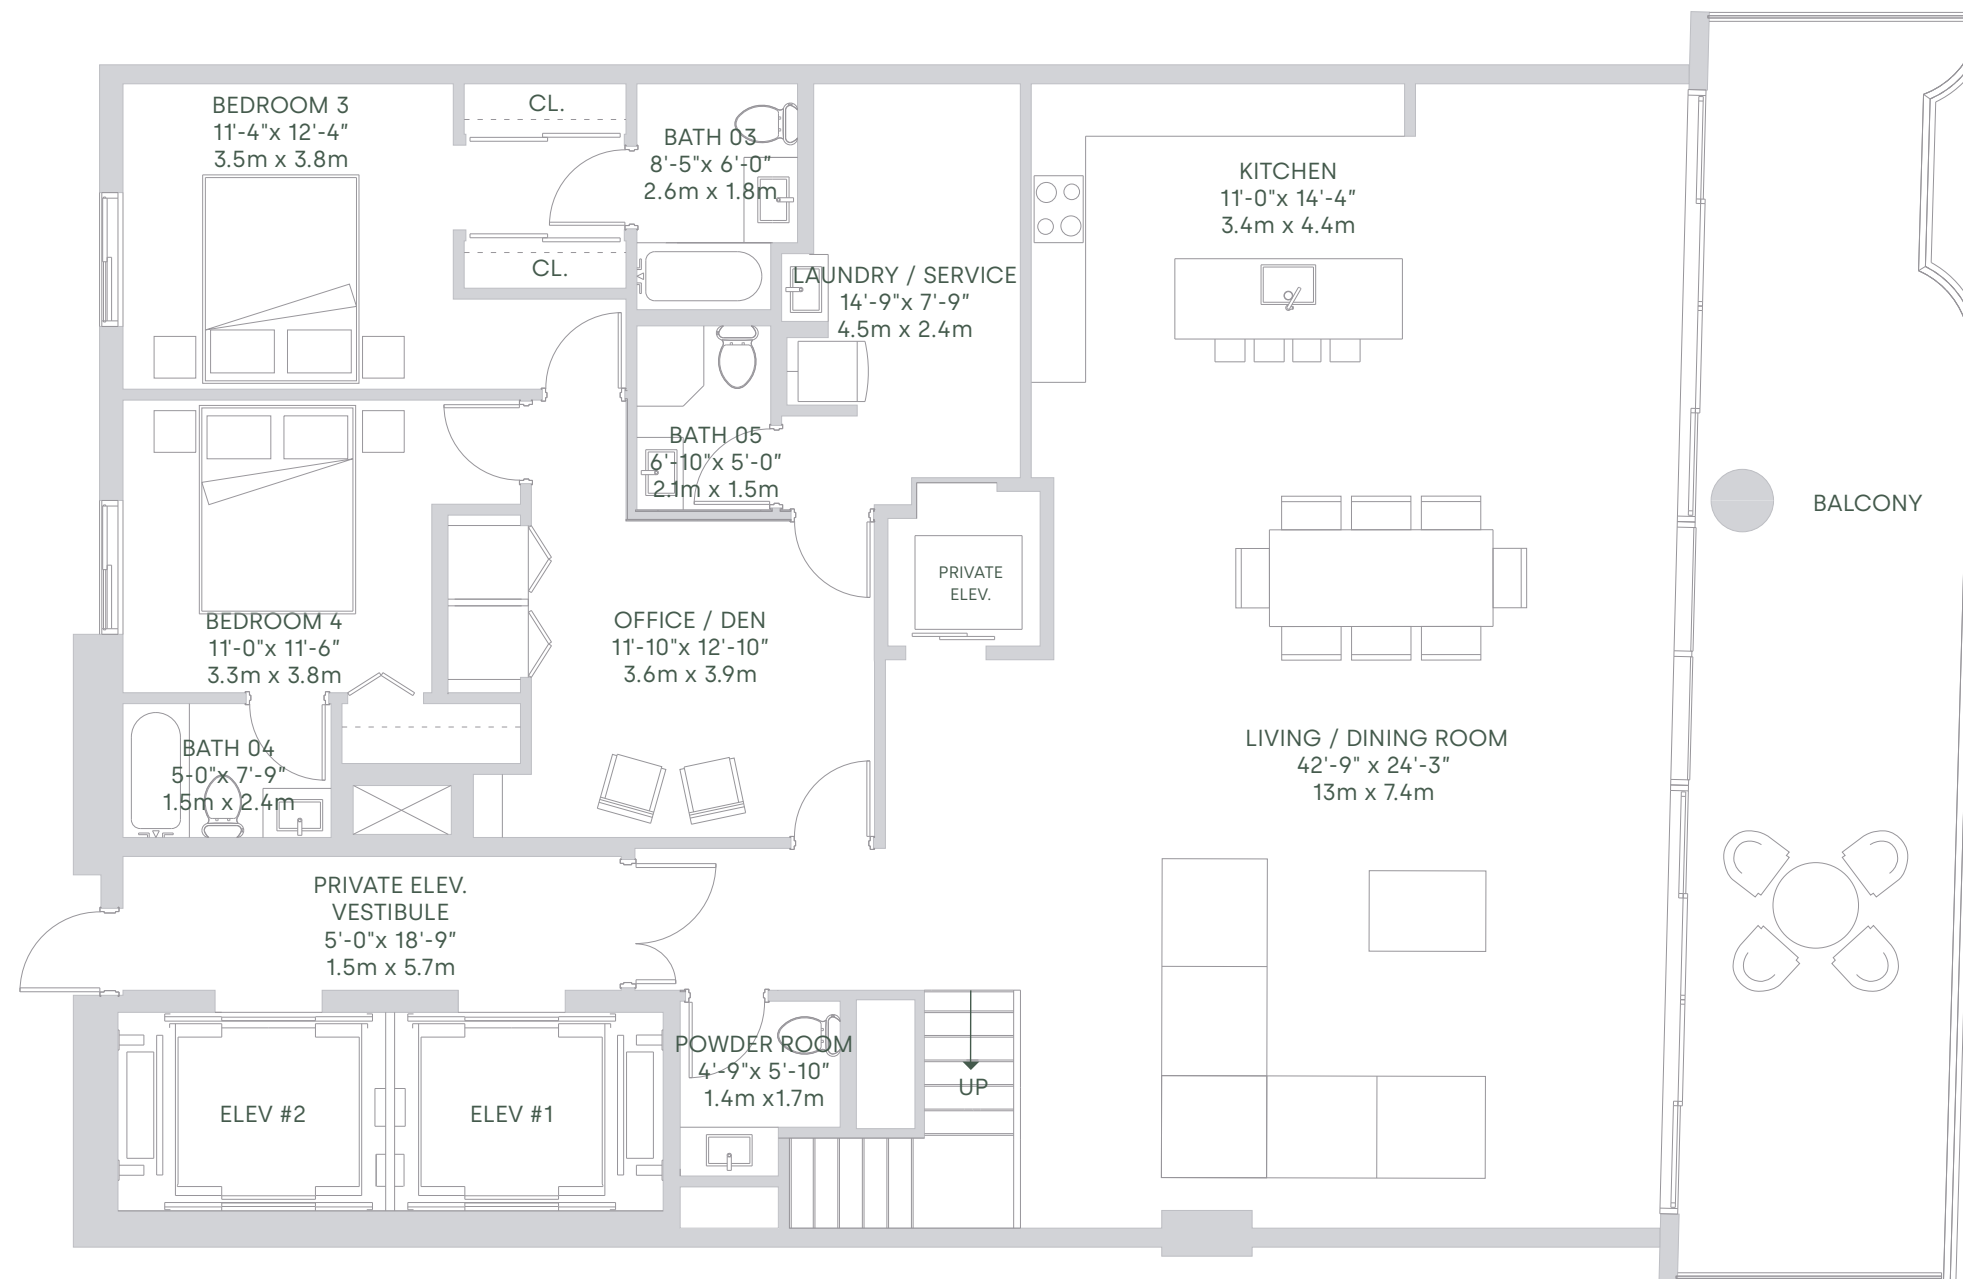 BEDROOM 3
11'-4"x 12'-4"
3.5m x 3.8m
CL.
CL.
BATH 03
8'-5"x 6'-0"
2.6m x 1.8m
LAUNDRY / SERVICE
14'-9"x 7'-9"
4.5m x 2.4m
KITCHEN
11'-0"x 14'-4"
3.4m x 4.4m
BATH 05
6'-10"x 5'-0"
2.1m x 1.5m
BALCONY
PRIVATE
ELEV.
BEDROOM 4
11'-0"x 11'-6"
3.3m x 3.8m
OFFICE / DEN
11'-10"x 12'-10"
3.6m x 3.9m
BATH 04
5-0"x 7'-9"
1.5m x 2.4m
LIVING / DINING ROOM
42'-9" x 24'-3"
13m x 7.4m
PRIVATE ELEV.
VESTIBULE
5'-0"x 18'-9"
1.5m x 5.7m
POWDER ROOM
4'-9"x 5'-10"
1.4m x1.7m
UP
ELEV #2
ELEV #1